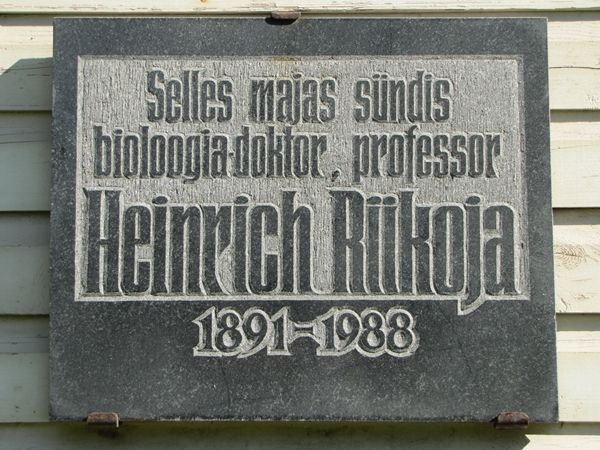 Selles majas sündis
bioloogia-doktor, professor
Heinrich Riikoja
1891-1988